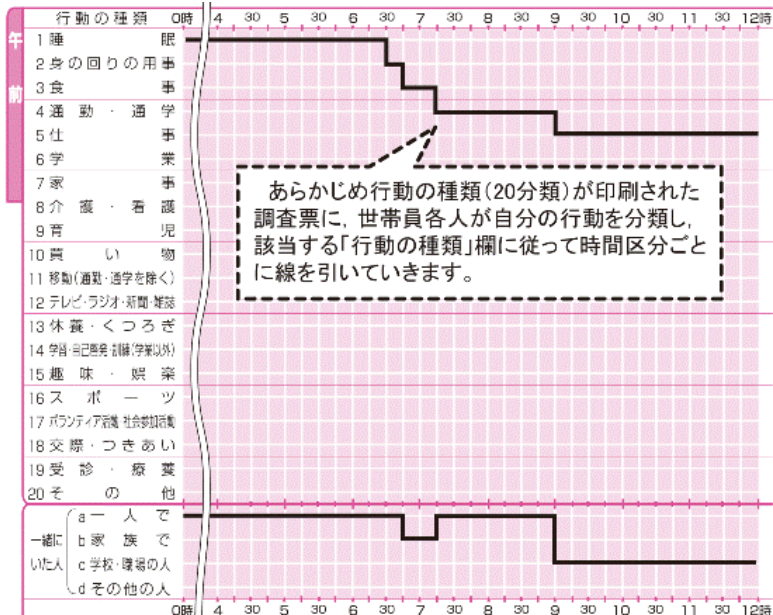 行動の種類 0時 4 30 5 30 6 30 7 30 8 30 9 30 10 30 11 30 12時
午前
1 睡眠
2 身の回りの用事
3 食事
4 通勤・通学
5 仕事
6 学業
7 家事
8 介護・看護
9 育児
10 買い物
11 移動(通勤・通学を除く)
12 テレビ・ラジオ・新聞・雑誌
13 休養・くつろぎ
14 学習・自己啓発・訓練(学業以外)
15 趣味・娯楽
16 スポーツ
17 ボランティア活動・社会参加活動
18 交際・つきあい
19 受診・療養
20 その他
あらかじめ行動の種類(20分類)が印刷された
調査票に,世帯員各人が自分の行動を分類し,
該当する「行動の種類」欄に従って時間区分ごと
に線を引いていきます。
一緒に
いた人
a 一人で
b 家族で
c 学校・職場の人
d その他の人
0時 4 30 5 30 6 30 7 30 8 30 9 30 10 30 11 30 12時